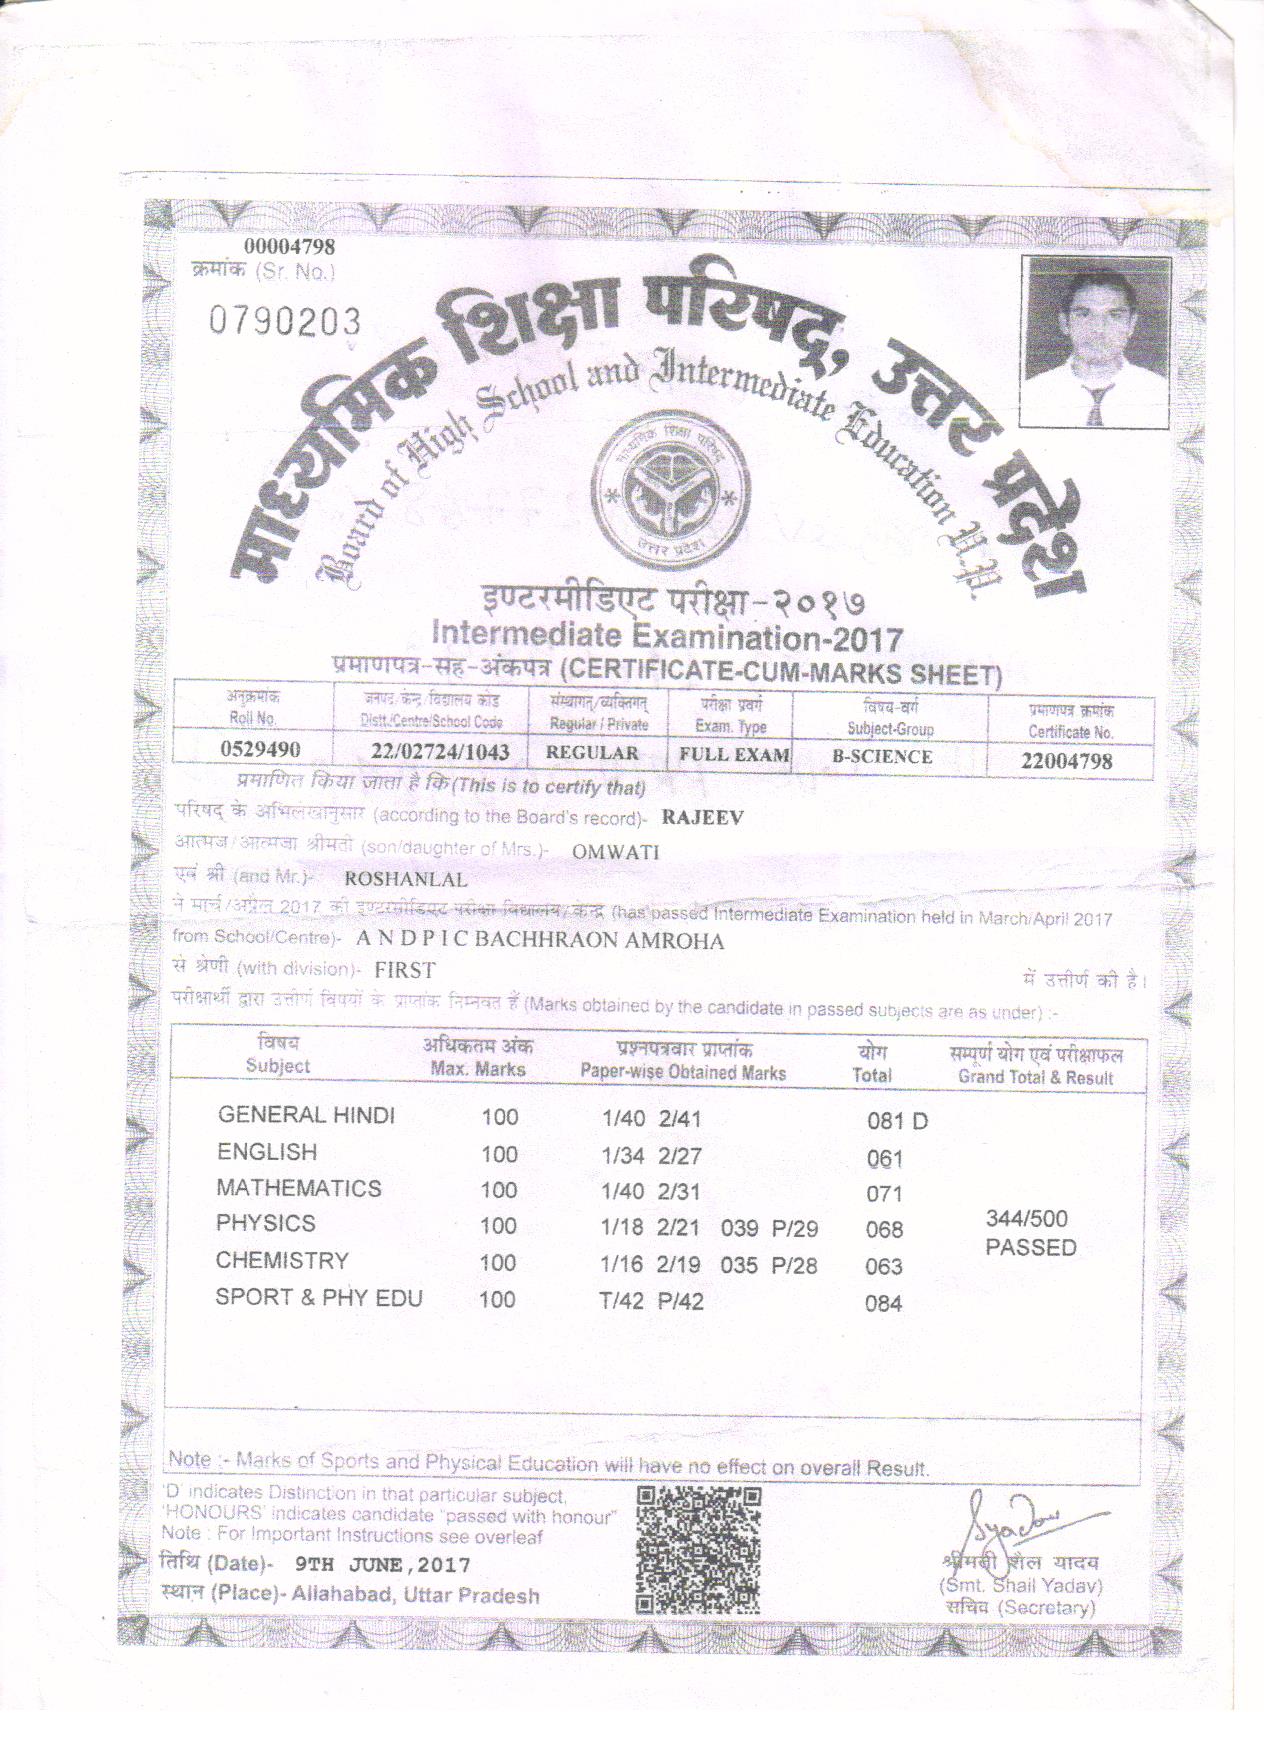 00004798
क्रमांक (Sr. No.)
0790203
माध्यमिक शिक्षा परिषद्, उत्तर प्रदेश
Board of High School and Intermediate Education U.P.
माध्यमिक शिक्षा परिषद
उत्तर प्रदेश
इण्टरमीडिएट परीक्षा-२०१७
Intermediate Examination-2017
प्रमाणपत्र-सह-अंकपत्र (CERTIFICATE-CUM-MARKS SHEET)
अनुक्रमांक जनपद/केन्द्र/विद्यालय कोड संस्थागत्/व्यक्तिगत् परीक्षा प्रवर्ग विषय-वर्ग प्रमाणपत्र क्रमांक
Roll No. Distt./Centre/School Code Regular / Private Exam. Type Subject-Group Certificate No.
0529490 22/02724/1043 REGULAR FULL EXAM B-SCIENCE 22004798
प्रमाणित किया जाता है कि (This is to certify that)
परिषद् के अभिलेखानुसार (according to the Board's record)- RAJEEV
आत्मज/आत्मजा श्रीमती (son/daughter of Mrs.)- OMWATI
एवं श्री (and Mr.)- ROSHANLAL
ने मार्च/अप्रैल 2017 की इण्टरमीडिएट परीक्षा विद्यालय/केन्द्र (has passed Intermediate Examination held in March/April 2017
from School/Centre)- A N D P I C BACHHRAON AMROHA
से श्रेणी (with division)- FIRST में उत्तीर्ण की है।
परीक्षार्थी द्वारा उत्तीर्ण विषयों के प्राप्तांक निम्नवत हैं (Marks obtained by the candidate in passed subjects are as under) :-
विषय अधिकतम अंक प्रश्नपत्रवार प्राप्तांक योग सम्पूर्ण योग एवं परीक्षाफल
Subject Max. Marks Paper-wise Obtained Marks Total Grand Total & Result
GENERAL HINDI 100 1/40 2/41 081 D
ENGLISH 100 1/34 2/27 061
MATHEMATICS 100 1/40 2/31 071
PHYSICS 100 1/18 2/21 039 P/29 068 344/500
PASSED
CHEMISTRY 100 1/16 2/19 035 P/28 063
SPORT & PHY EDU 100 T/42 P/42 084
Note :- Marks of Sports and Physical Education will have no effect on overall Result.
'D' indicates Distinction in that particular subject,
'HONOURS' indicates candidate "passed with honour"
Note : For Important Instructions see overleaf
तिथि (Date)- 9TH JUNE,2017
स्थान (Place)- Allahabad, Uttar Pradesh
SYadav
श्रीमती शैल यादव
(Smt. Shail Yadav)
सचिव (Secretary)